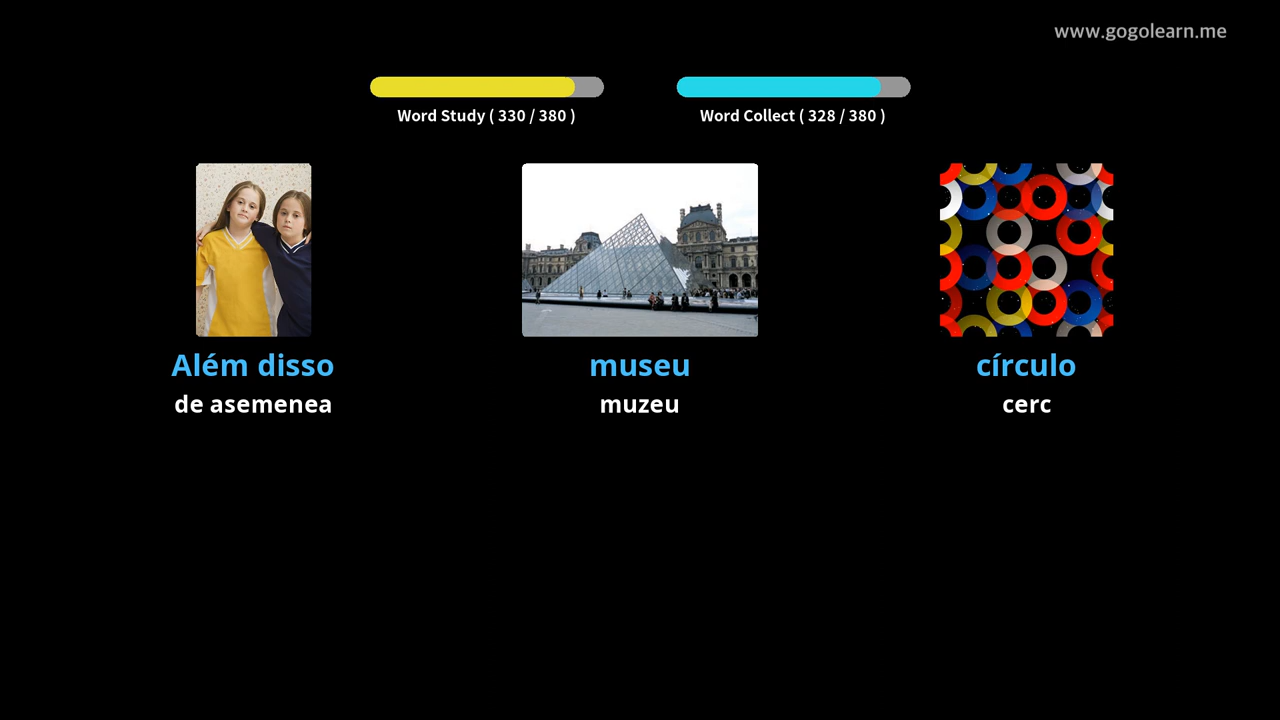 www.gogolearn.me
Word Study ( 330 / 380 )
Word Collect ( 328 / 380 )
Além disso
de asemenea
museu
muzeu
círculo
cerc